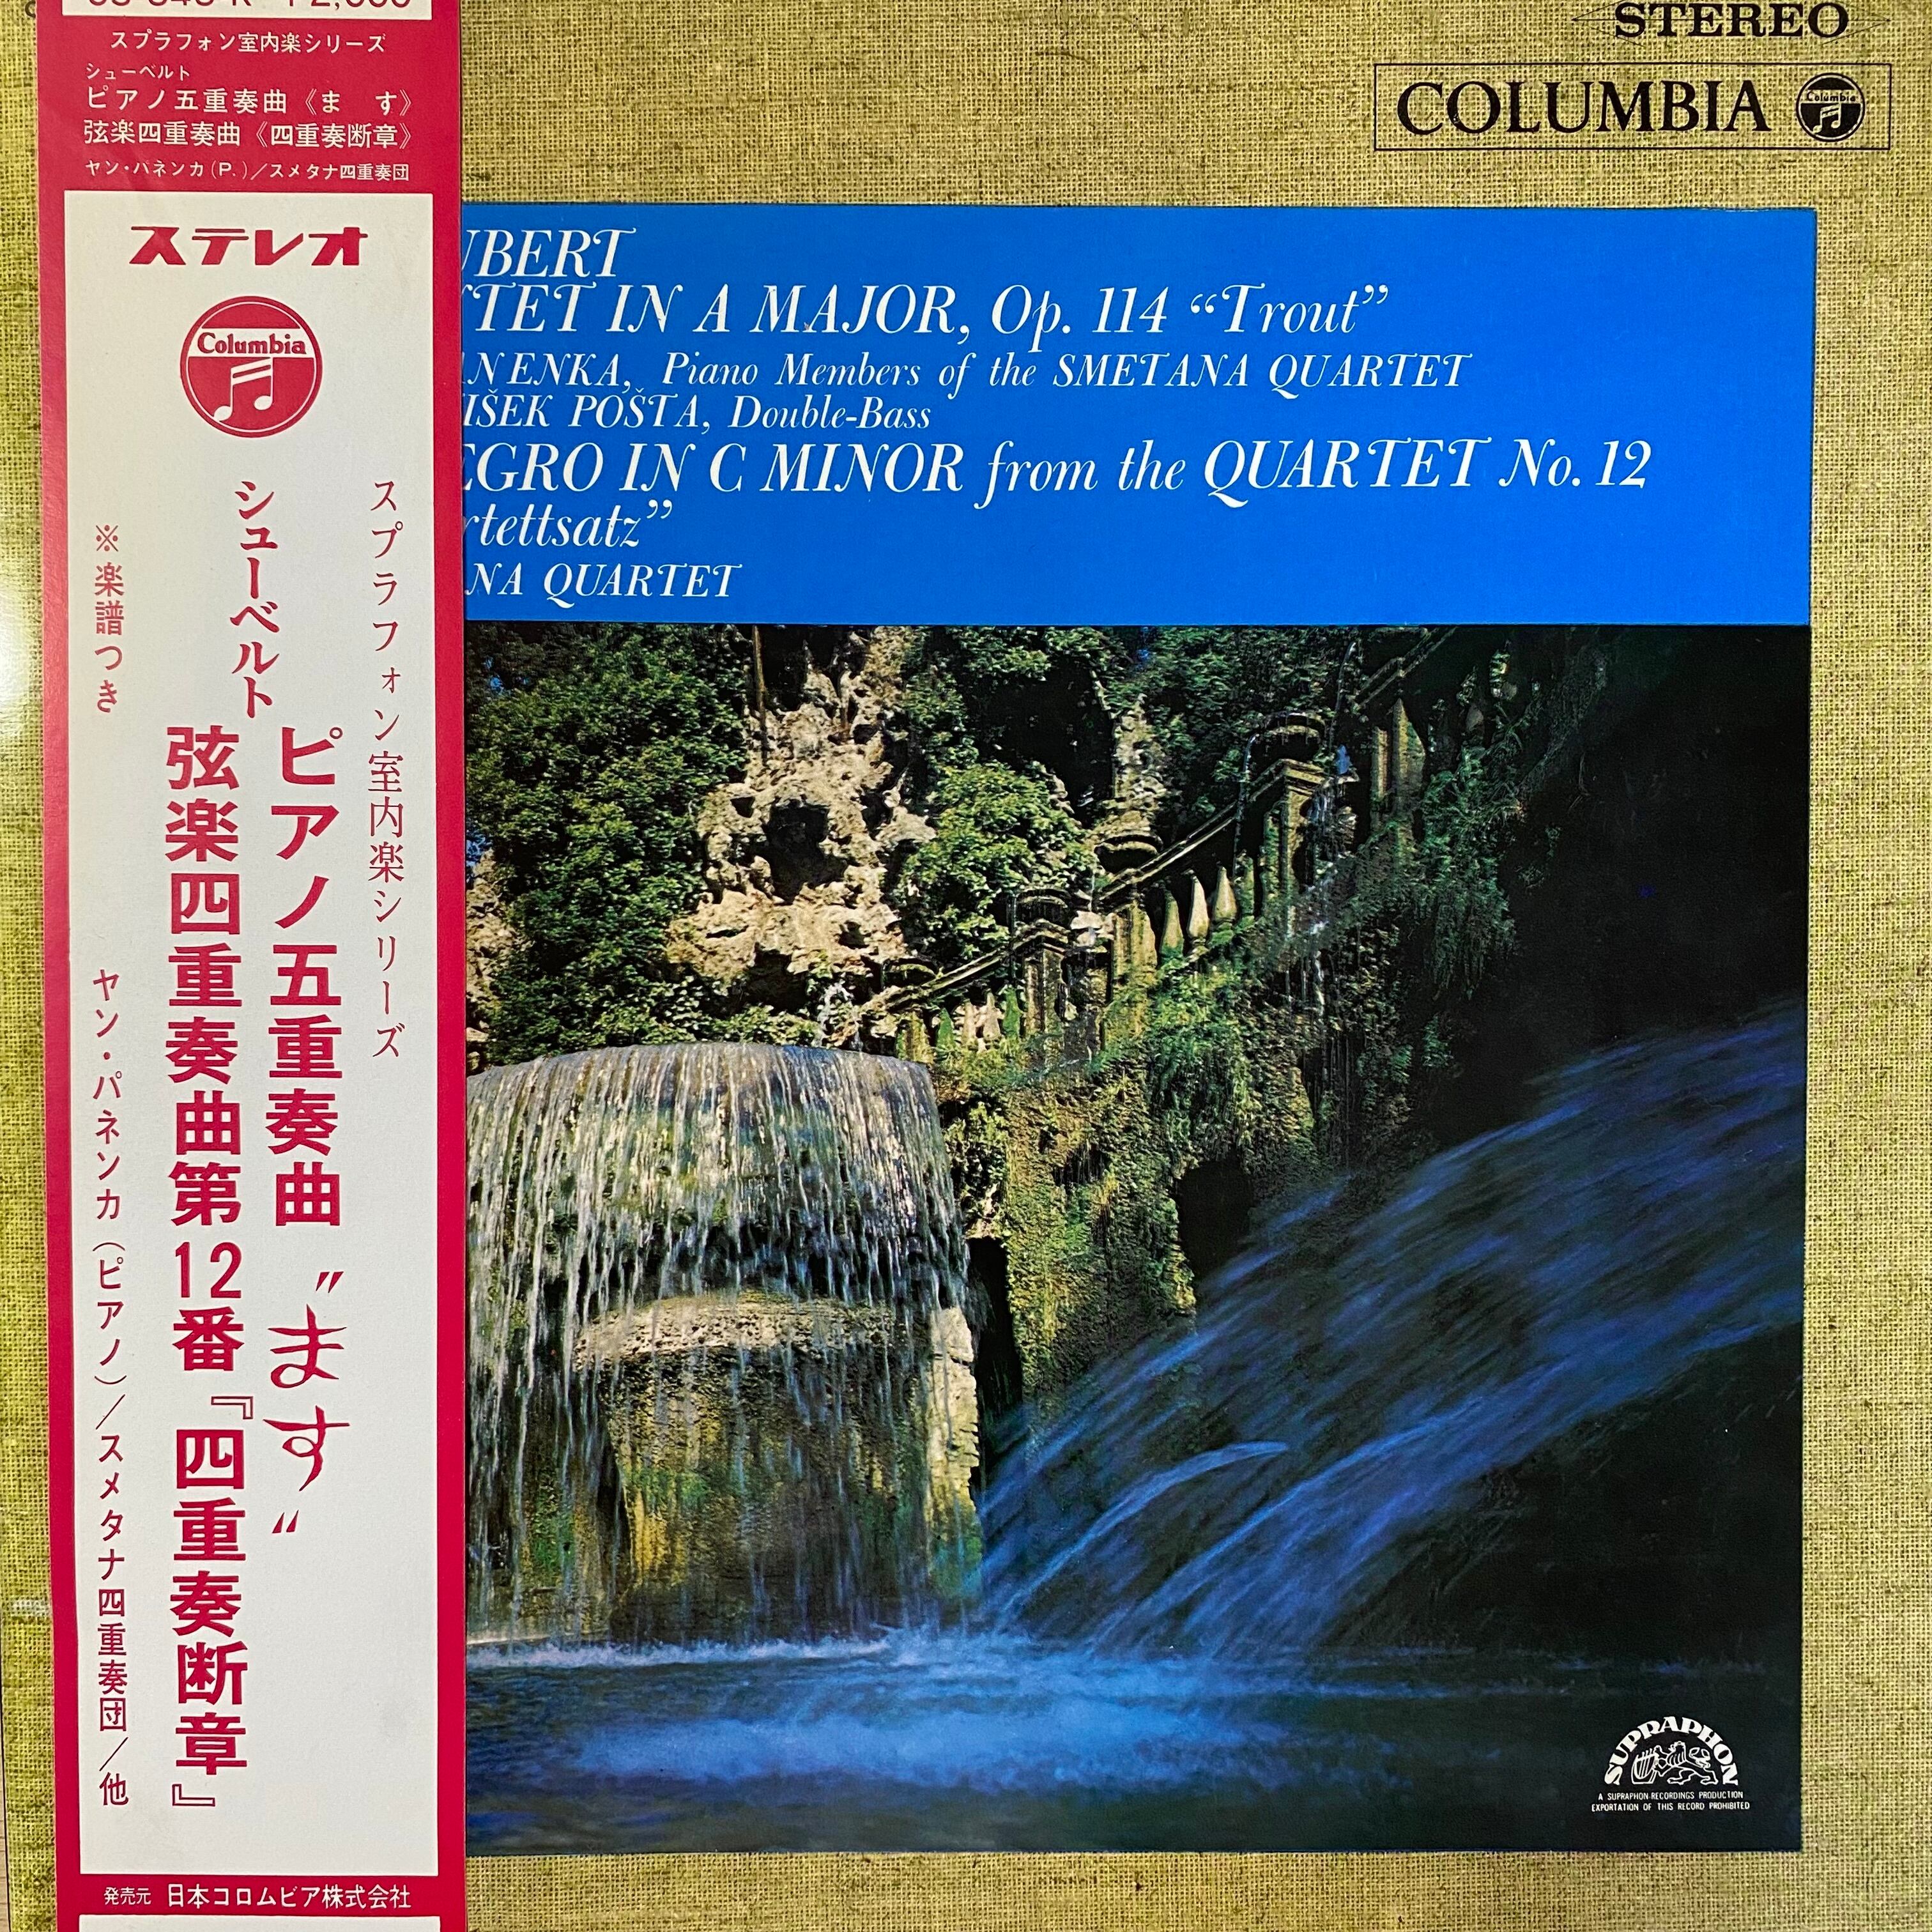 スプラフォン室内楽シリーズ
シューベルト
ピアノ五重奏曲《ま す》
弦楽四重奏曲《四重奏断章》
ヤン・パネンカ(P.)／スメタナ四重奏団
ステレオ
Columbia
スプラフォン室内楽シリーズ
シューベルト
ピアノ五重奏曲〝ます〟
弦楽四重奏曲第12番『四重奏断章』
※楽譜つき
ヤン・パネンカ(ピアノ)／スメタナ四重奏団／他
発売元 日本コロムビア株式会社
STEREO
COLUMBIA Columbia
UBERT
TET IN A MAJOR, Op. 114 “Trout”
ANENKA, Piano Members of the SMETANA QUARTET
IŠEK POŠTA, Double-Bass
EGRO IN C MINOR from the QUARTET No. 12
rtettsatz”
NA QUARTET
SUPRAPHON
A SUPRAPHON RECORDINGS PRODUCTION
EXPORTATION OF THIS RECORD PROHIBITED